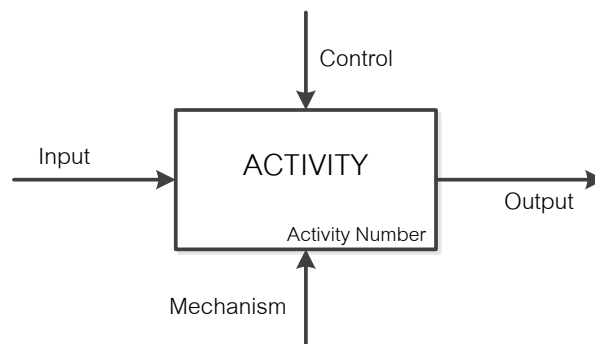 Control
Input
ACTIVITY
Output
Activity Number
Mechanism